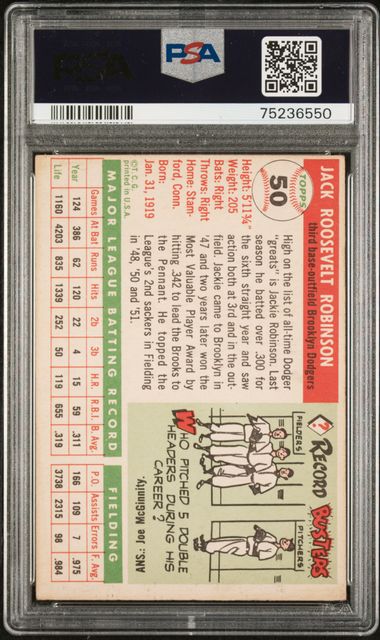 PSA
PSA
75236550
TOPPS
50
JACK ROOSEVELT ROBINSON
third base-outfield Brooklyn Dodgers
Height: 5'11¾"
Weight: 205
Bats: Right
Throws: Right
Home: Stam-
ford, Conn.
Born:
Jan. 31, 1919
©T.C.G.
printed in U.S.A.
High on the list of all-time Dodger
"greats" is Jackie Robinson. Last
season he batted over .300 for
the sixth straight year and saw
action both at 3rd and in the out-
field. Jackie came to Brooklyn in
'47 and two years later won the
Most Valuable Player Award by
hitting .342 to lead the Brooks to
the Pennant. He topped the
League's 2nd sackers in Fielding
in '48, '50 and '51.
?
RECORD
BUSTERS
FIELDERS
PITCHERS
WHO PITCHED 5 DOUBLE
HEADERS DURING HIS
CAREER?
ANS: Joe McGinnity.
MAJOR LEAGUE BATTING RECORD
FIELDING
Games At Bat Runs Hits 2b 3b H.R. R.B.I. B. Avg. P.O. Assists Errors F. Avg.
Year 124 386 62 120 22 4 15 59 .311 166 109 7 .975
Life 1160 4203 835 1339 252 50 119 655 .319 3738 2315 98 .984